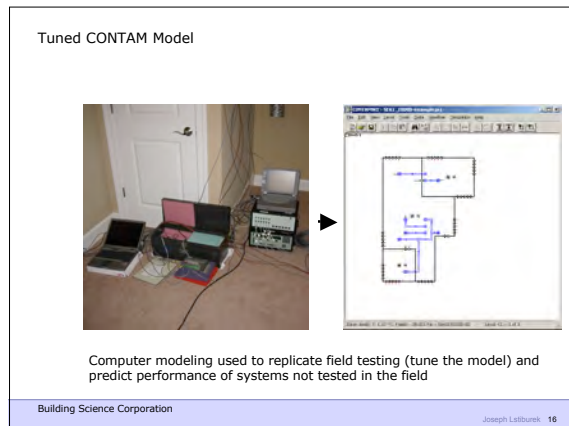 Tuned CONTAM Model
Computer modeling used to replicate field testing (tune the model) and
predict performance of systems not tested in the field
Building Science Corporation
Joseph Lstiburek 16